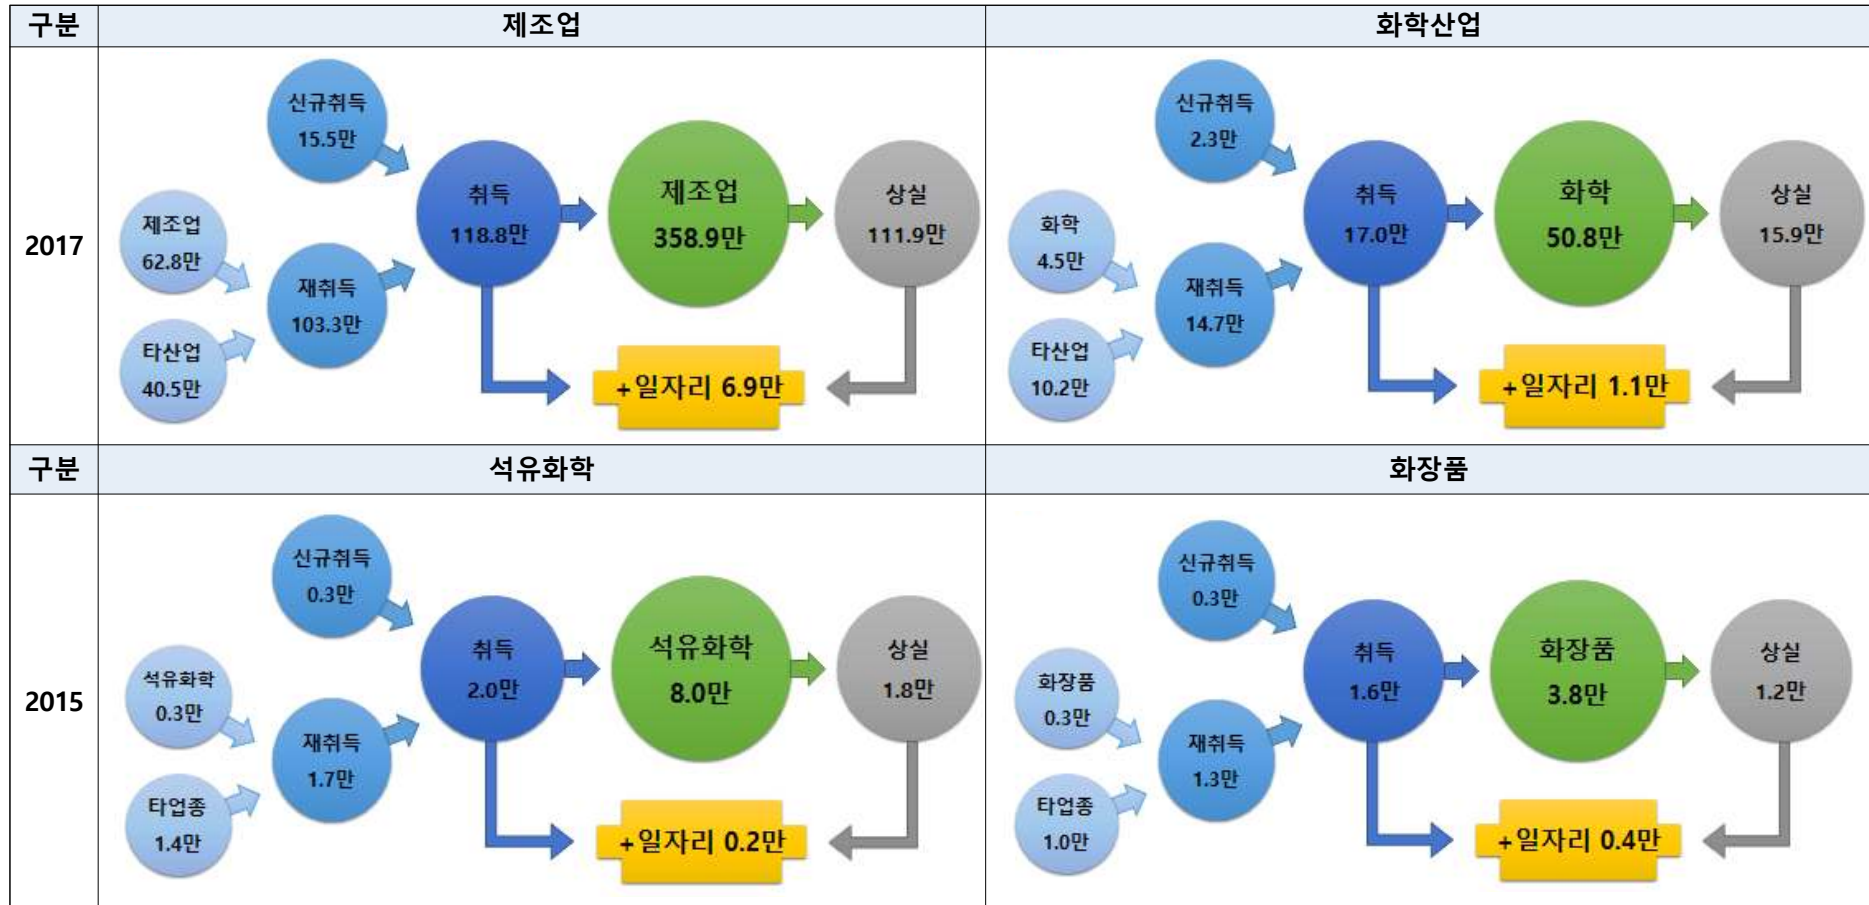 구분
제조업
화학산업
2017
신규취득
15.5만
제조업
62.8만
타산업
40.5만
재취득
103.3만
취득
118.8만
제조업
358.9만
상실
111.9만
+일자리 6.9만
신규취득
2.3만
화학
4.5만
타산업
10.2만
재취득
14.7만
취득
17.0만
화학
50.8만
상실
15.9만
+일자리 1.1만
구분
석유화학
화장품
2015
신규취득
0.3만
석유화학
0.3만
타업종
1.4만
재취득
1.7만
취득
2.0만
석유화학
8.0만
상실
1.8만
+일자리 0.2만
신규취득
0.3만
화장품
0.3만
타업종
1.0만
재취득
1.3만
취득
1.6만
화장품
3.8만
상실
1.2만
+일자리 0.4만